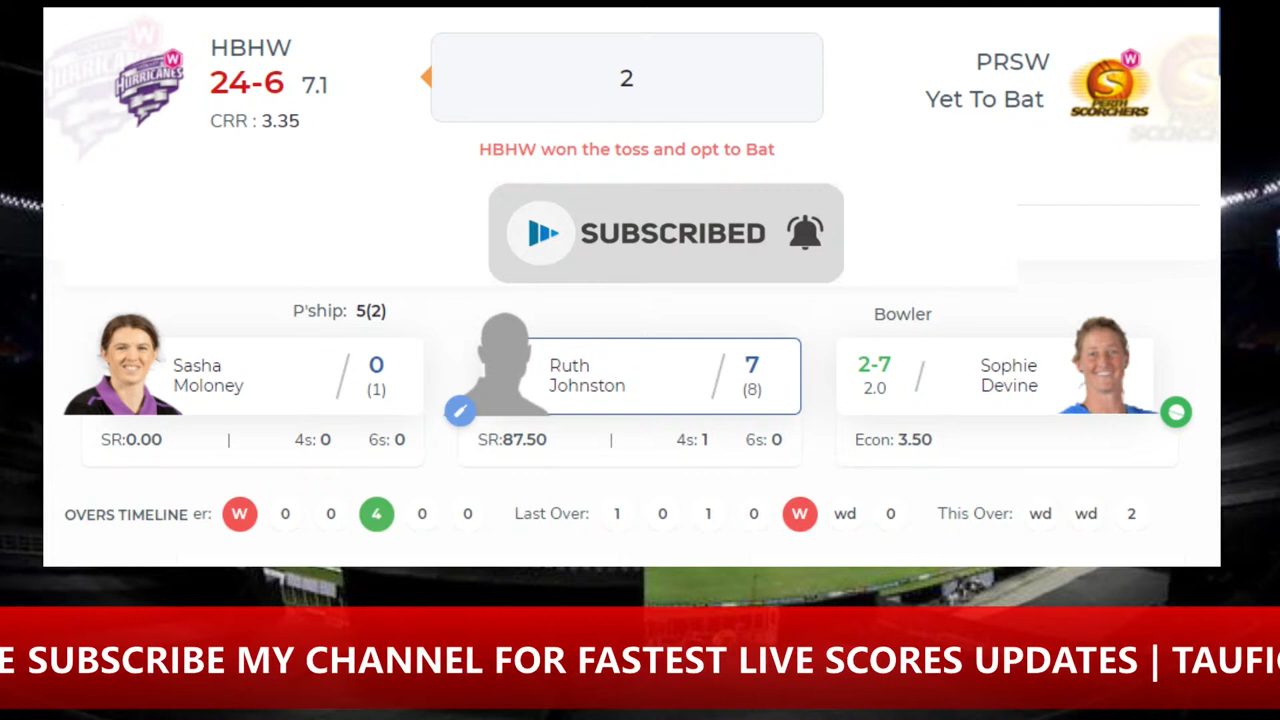 HBHW
24-6 7.1
CRR : 3.35
W
HURRICANES
2
HBHW won the toss and opt to Bat
PRSW
Yet To Bat
W
S
PERTH
SCORCHERS
SUBSCRIBED
P'ship: 5(2)
Sasha
Moloney
0
(1)
SR:0.00 | 4s: 0 6s: 0
Ruth
Johnston
7
(8)
SR:87.50 | 4s: 1 6s: 0
Bowler
2-7
2.0
Sophie
Devine
Econ: 3.50
OVERS TIMELINE er: W 0 0 4 0 0 Last Over: 1 0 1 0 W wd 0 This Over: wd wd 2
E SUBSCRIBE MY CHANNEL FOR FASTEST LIVE SCORES UPDATES | TAUFI